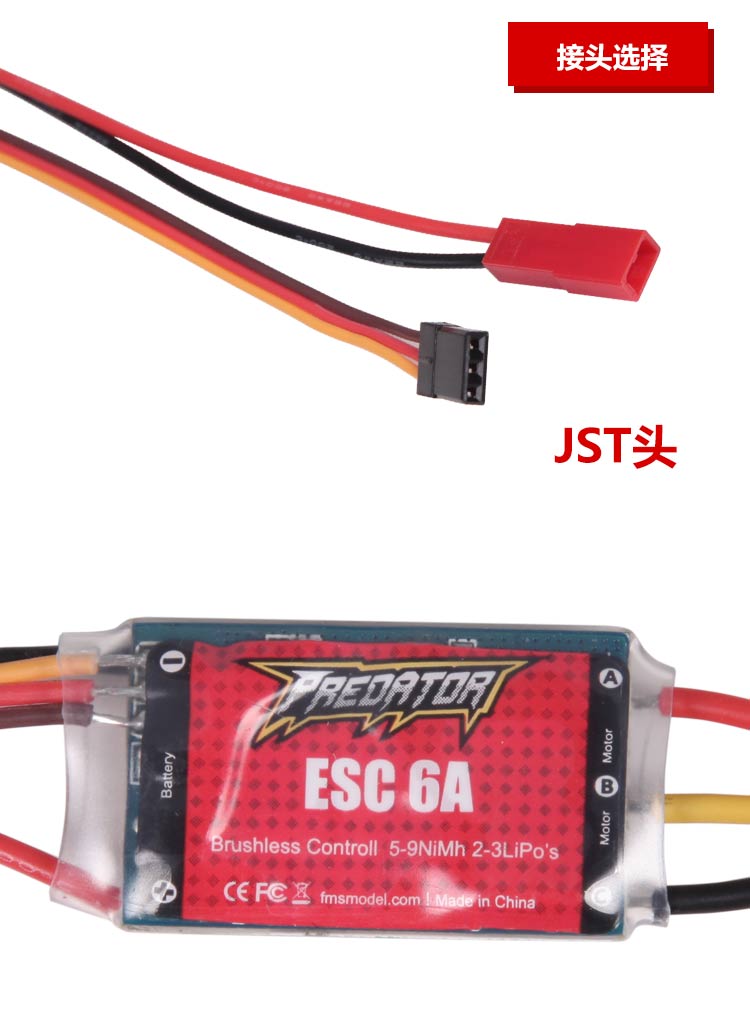 接头选择
JST头
PREDATOR
ESC 6A
Brushless Controll 5-9NiMh 2-3LiPo's
CE FC fmsmodel.com | Made in China
Battery
A
Motor
B
Motor
C